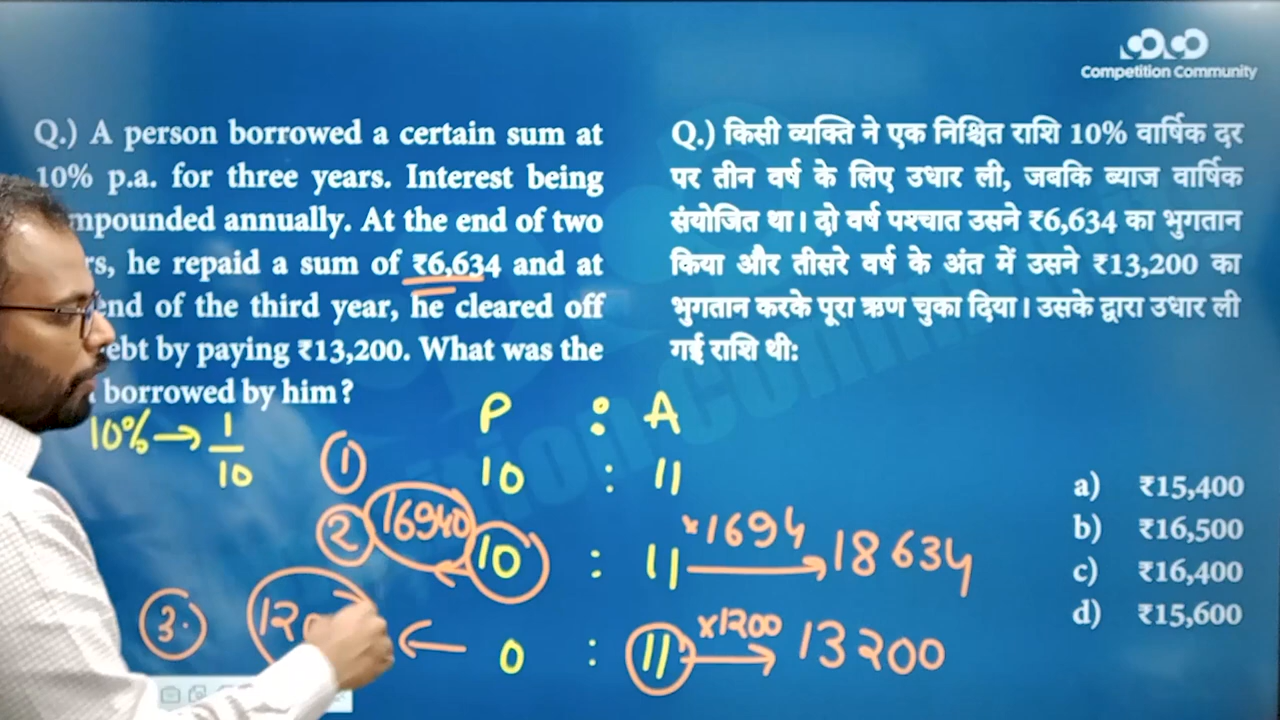 Competition Community
Q.) A person borrowed a certain sum at
10% p.a. for three years. Interest being
mpounded annually. At the end of two
rs, he repaid a sum of ₹6,634 and at
end of the third year, he cleared off
ebt by paying ₹13,200. What was the
borrowed by him?
Q.) किसी व्यक्ति ने एक निश्चित राशि 10% वार्षिक दर
पर तीन वर्ष के लिए उधार ली, जबकि ब्याज वार्षिक
संयोजित था। दो वर्ष पश्चात उसने ₹6,634 का भुगतान
किया और तीसरे वर्ष के अंत में उसने ₹13,200 का
भुगतान करके पूरा ऋण चुका दिया। उसके द्वारा उधार ली
गई राशि थी:
P : A
10% → 1/10
① 10 : 11
② 16940 ← 10 : 11 ×1694 → 18634
3. ← 0 : 11 ×1200 → 13200
a) ₹15,400
b) ₹16,500
c) ₹16,400
d) ₹15,600